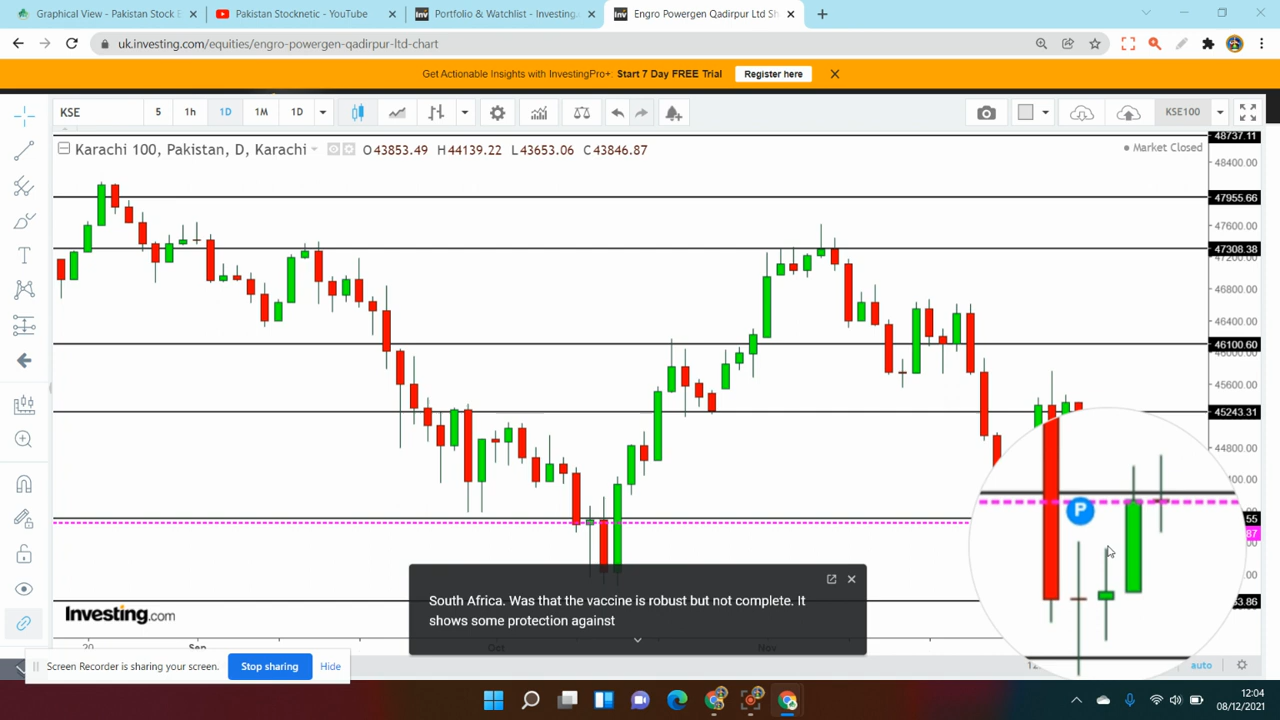 Graphical View - Pakistan Stock E
Pakistan Stocknetic - YouTube
Portfolio & Watchlist - Investing.
Engro Powergen Qadirpur Ltd Sh
uk.investing.com/equities/engro-powergen-qadirpur-ltd-chart
Get Actionable Insights with InvestingPro+. Start 7 Day FREE Trial
Register here
KSE
5
1h
1D
1M
1D
KSE100
Karachi 100, Pakistan, D, Karachi
O43853.49 H44139.22 L43653.06 C43846.87
Market Closed
48737.11
48400.00
47955.66
47600.00
47308.38
47200.00
46800.00
46400.00
46100.60
46000.00
45600.00
45243.31
44800.00
P
South Africa. Was that the vaccine is robust but not complete. It
shows some protection against
Investing.com
20
Sep
Oct
Nov
auto
Screen Recorder is sharing your screen.
Stop sharing
Hide
12:04
08/12/2021